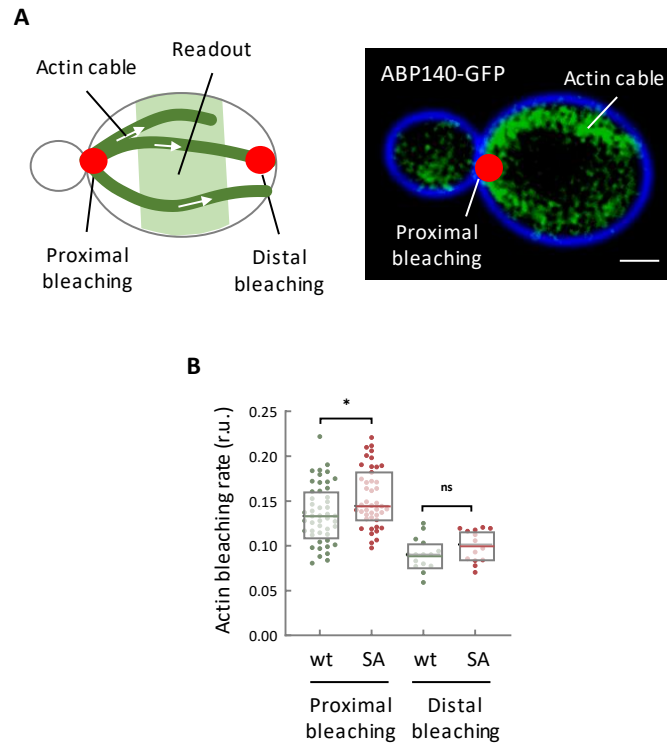 A
Readout
Actin cable
Proximal
bleaching
Distal
bleaching
ABP140-GFP
Actin cable
Proximal
bleaching
B
Actin bleaching rate (r.u.)
0.25
0.20
0.15
0.10
0.05
0.00
*
ns
wt SA wt SA
Proximal
bleaching
Distal
bleaching